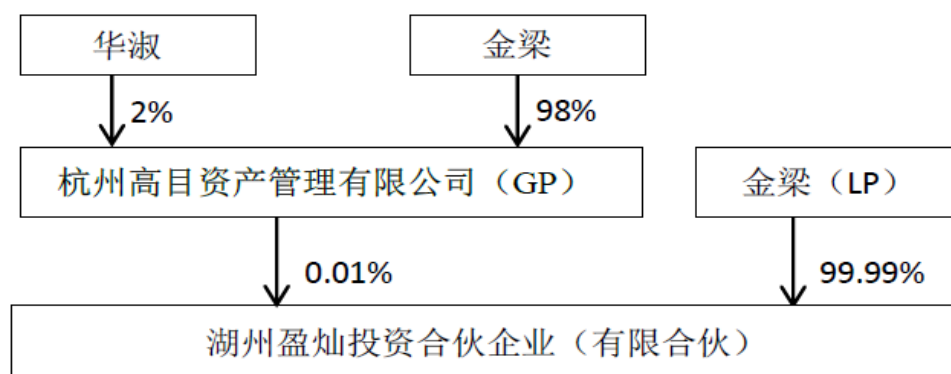 华淑
金梁
2%
98%
杭州高目资产管理有限公司（GP）
金梁（LP）
0.01%
99.99%
湖州盈灿投资合伙企业（有限合伙）